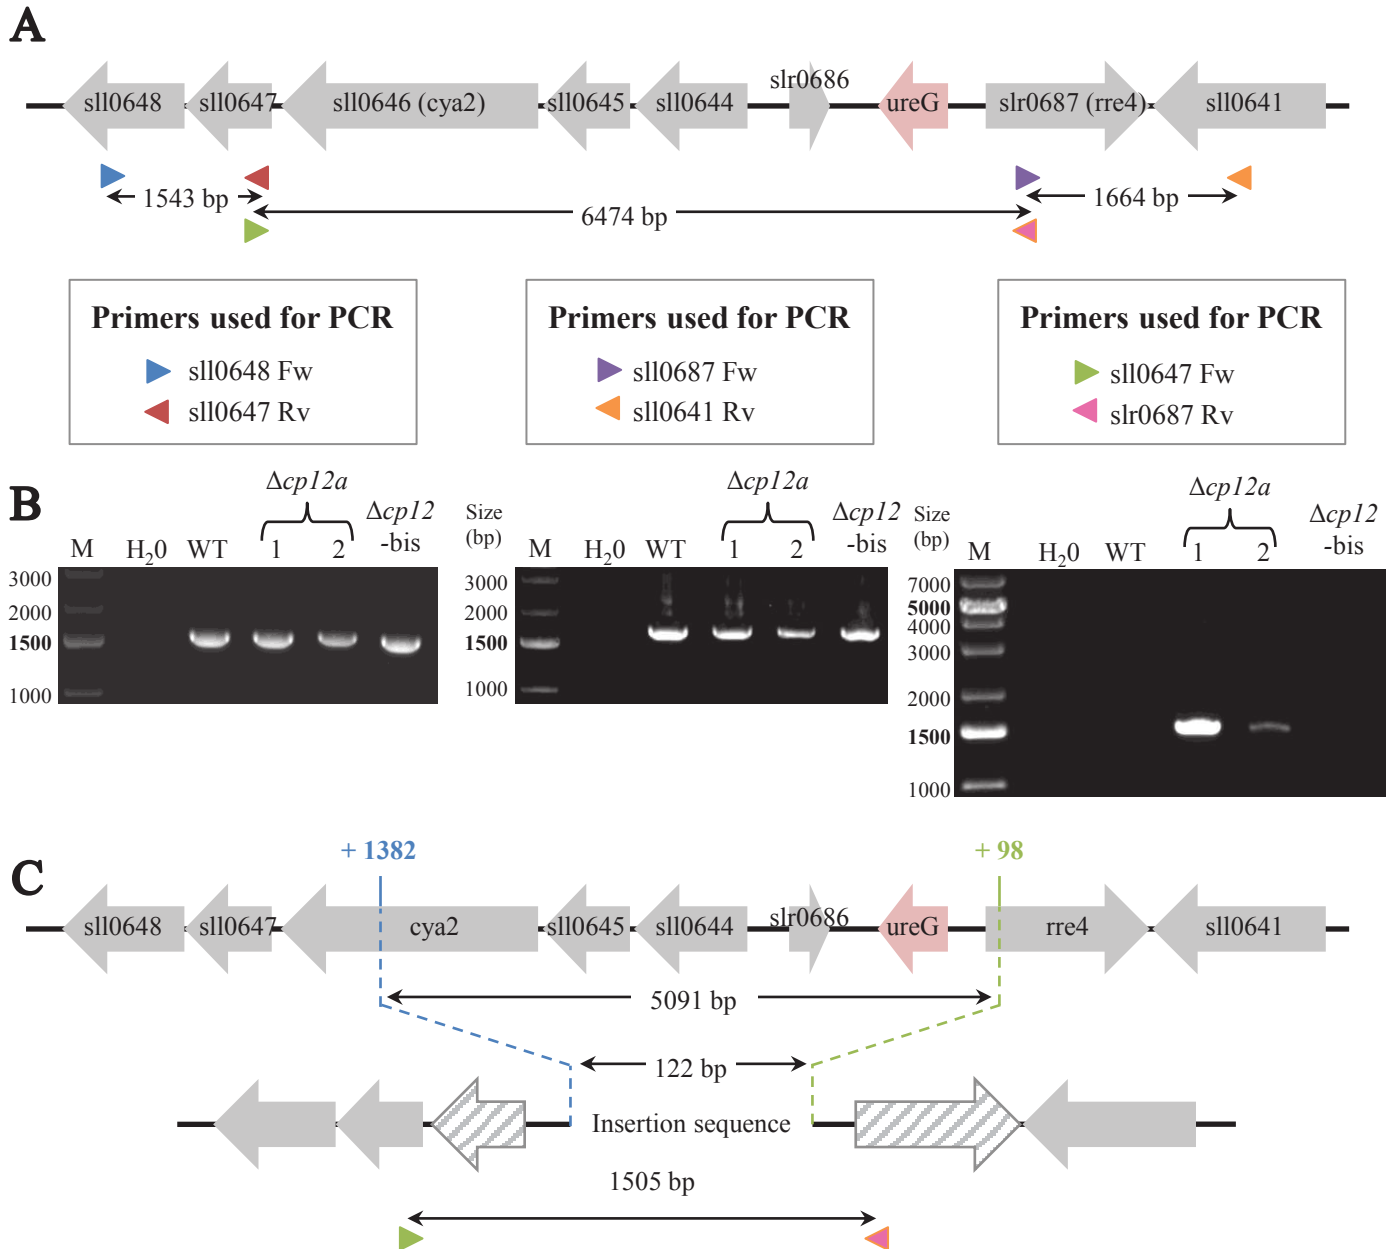 A
slr0686
sll0648 sll0647 sll0646 (cya2) sll0645 sll0644 ureG slr0687 (rre4) sll0641
1543 bp 6474 bp 1664 bp
Primers used for PCR
sll0648 Fw
sll0647 Rv
Primers used for PCR
sll0687 Fw
sll0641 Rv
Primers used for PCR
sll0647 Fw
slr0687 Rv
B
Δcp12a
M H20 WT 1 2 Δcp12 -bis
3000
2000
1500
1000
Size (bp)
Δcp12a
M H20 WT 1 2 Δcp12 -bis
3000
2000
1500
1000
Size (bp)
Δcp12a
M H20 WT 1 2 Δcp12 -bis
7000
5000
4000
3000
2000
1500
1000
C
+ 1382 + 98
slr0686
sll0648 sll0647 cya2 sll0645 sll0644 ureG rre4 sll0641
5091 bp
122 bp
Insertion sequence
1505 bp